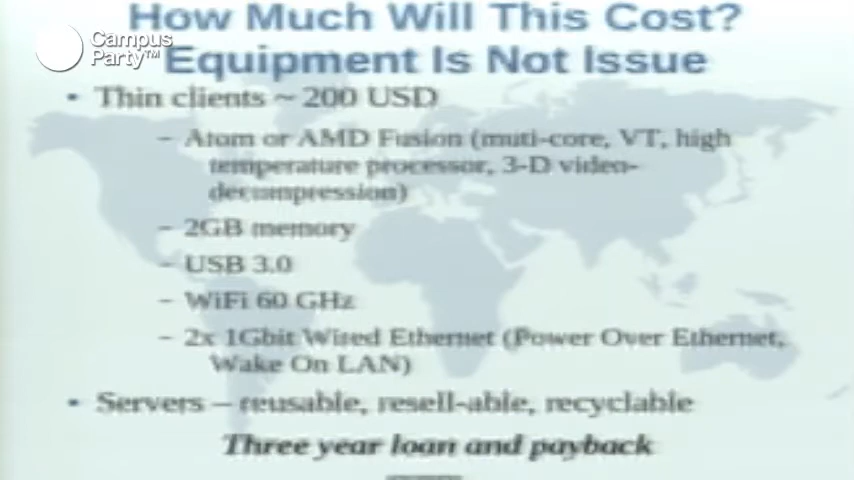 How Much Will This Cost?
Campus
Party™
Equipment Is Not Issue
• Thin clients ~ 200 USD
– Atom or AMD Fusion (muti-core, VT, high
temperature processor, 3-D video-
decompression)
– 2GB memory
– USB 3.0
– WiFi 60 GHz
– 2x 1Gbit Wired Ethernet (Power Over Ethernet,
Wake On LAN)
• Servers – reusable, resell-able, recyclable
Three year loan and payback